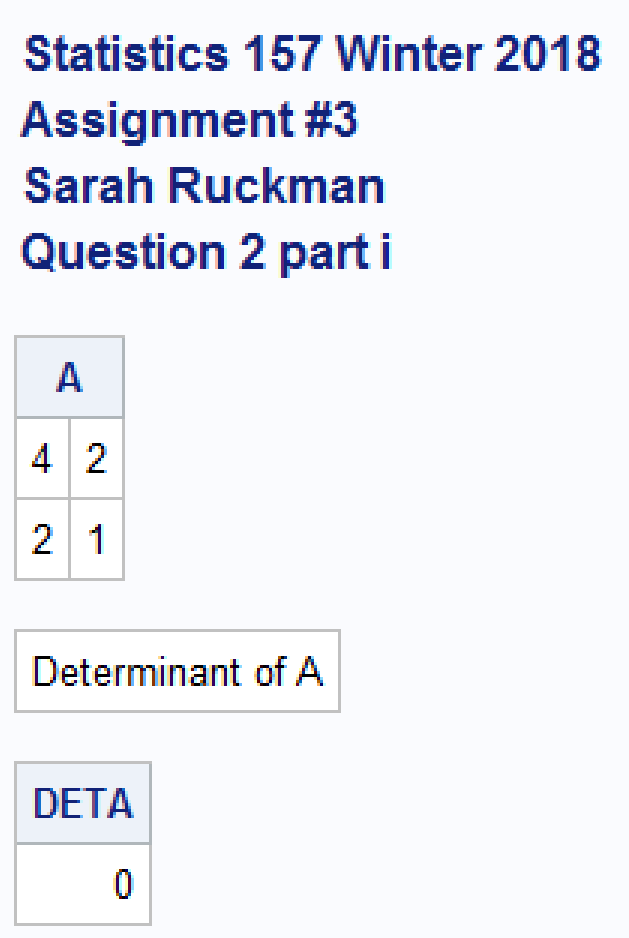 Statistics 157 Winter 2018
Assignment #3
Sarah Ruckman
Question 2 part i
A
4 2
2 1
Determinant of A
DETA
0